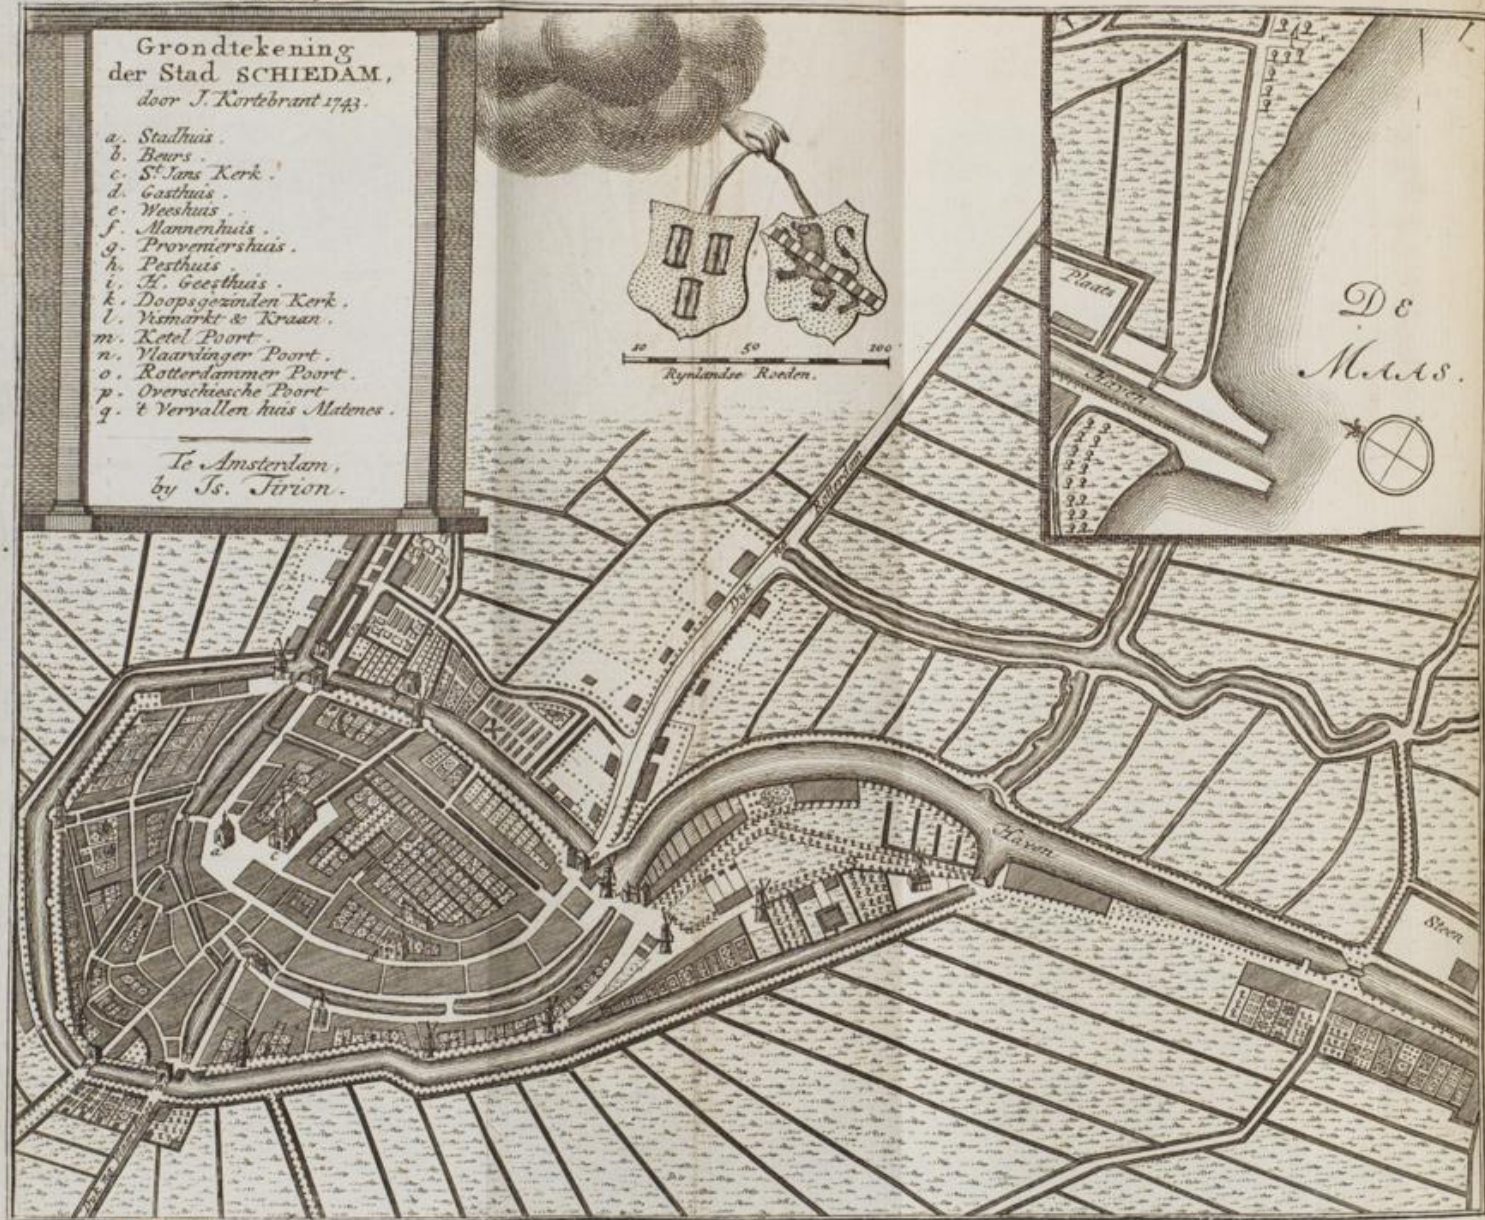 Grondtekening
der Stad SCHIEDAM,
door J. Kortebrant 1743.
a. Stadhuis.
b. Beurs.
c. St. Jans Kerk.
d. Gasthuis.
e. Weeshuis.
f. Mannenhuis.
g. Proveniershuis.
h. Pesthuis.
i. H. Geesthuis.
k. Doopsgezinden Kerk.
l. Vismarkt & Kraan.
m. Ketel Poort.
n. Vlaardinger Poort.
o. Rotterdammer Poort.
p. Overschiesche Poort
q. 't Vervallen huis Matenes.
Te Amsterdam,
by Is. Tirion.
10 50 100
Rynlandse Roeden.
Plaats
Haven
DE
MAAS.
Rotterdam
Dyk
Haven
Steen
c